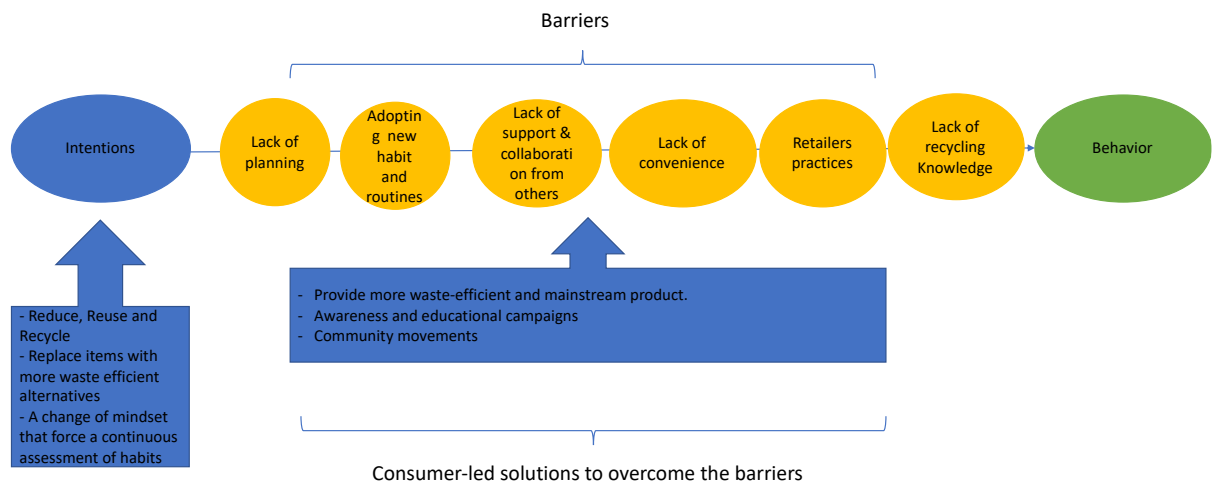 Barriers
Intentions
Lack of
planning
Adoptin
g  new
habit
and
routines
Lack of
support &
collaborati
on from
others
Lack of
convenience
Retailers
practices
Lack of
recycling
Knowledge
Behavior
- Reduce, Reuse and
Recycle
- Replace items with
more waste efficient
alternatives
- A change of mindset
that force a continuous
assessment of habits
- Provide more waste-efficient and mainstream product.
- Awareness and educational campaigns
- Community movements
Consumer-led solutions to overcome the barriers